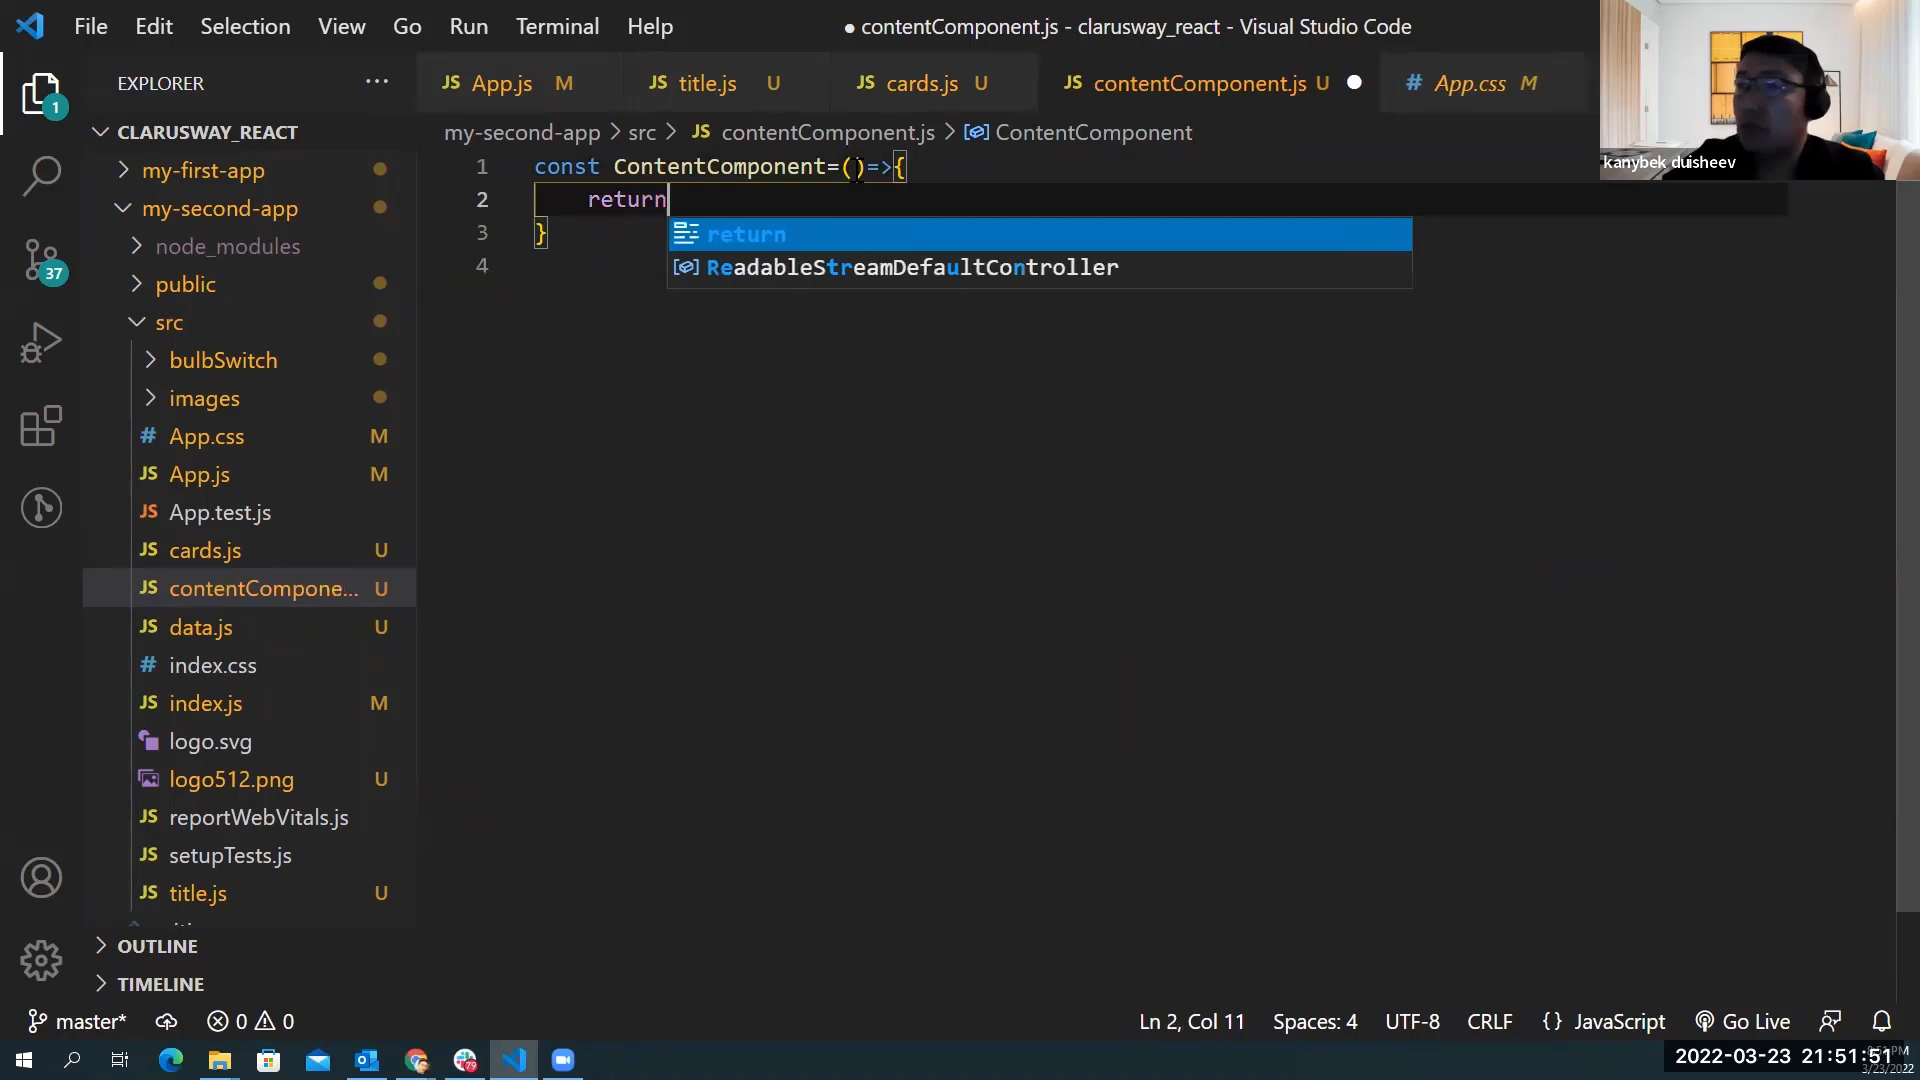 File Edit Selection View Go Run Terminal Help
● contentComponent.js - clarusway_react - Visual Studio Code
kanybek duisheev
EXPLORER ...
JS App.js M
JS title.js U
JS cards.js U
JS contentComponent.js U
# App.css M
my-second-app > src > JS contentComponent.js > ContentComponent
1
CLARUSWAY_REACT
my-first-app
my-second-app
node_modules
public
37
src
bulbSwitch
images
# App.css M
JS App.js M
JS App.test.js
JS cards.js U
JS contentCompone... U
JS data.js U
# index.css
JS index.js M
logo.svg
logo512.png U
JS reportWebVitals.js
JS setupTests.js
JS title.js U
OUTLINE
TIMELINE
1 const ContentComponent=()=>{
2 return
3 }
4
return
ReadableStreamDefaultController
master* 0 0
Ln 2, Col 11 Spaces: 4 UTF-8 CRLF {} JavaScript Go Live
79
2022-03-23 21:51:51
3/23/2022